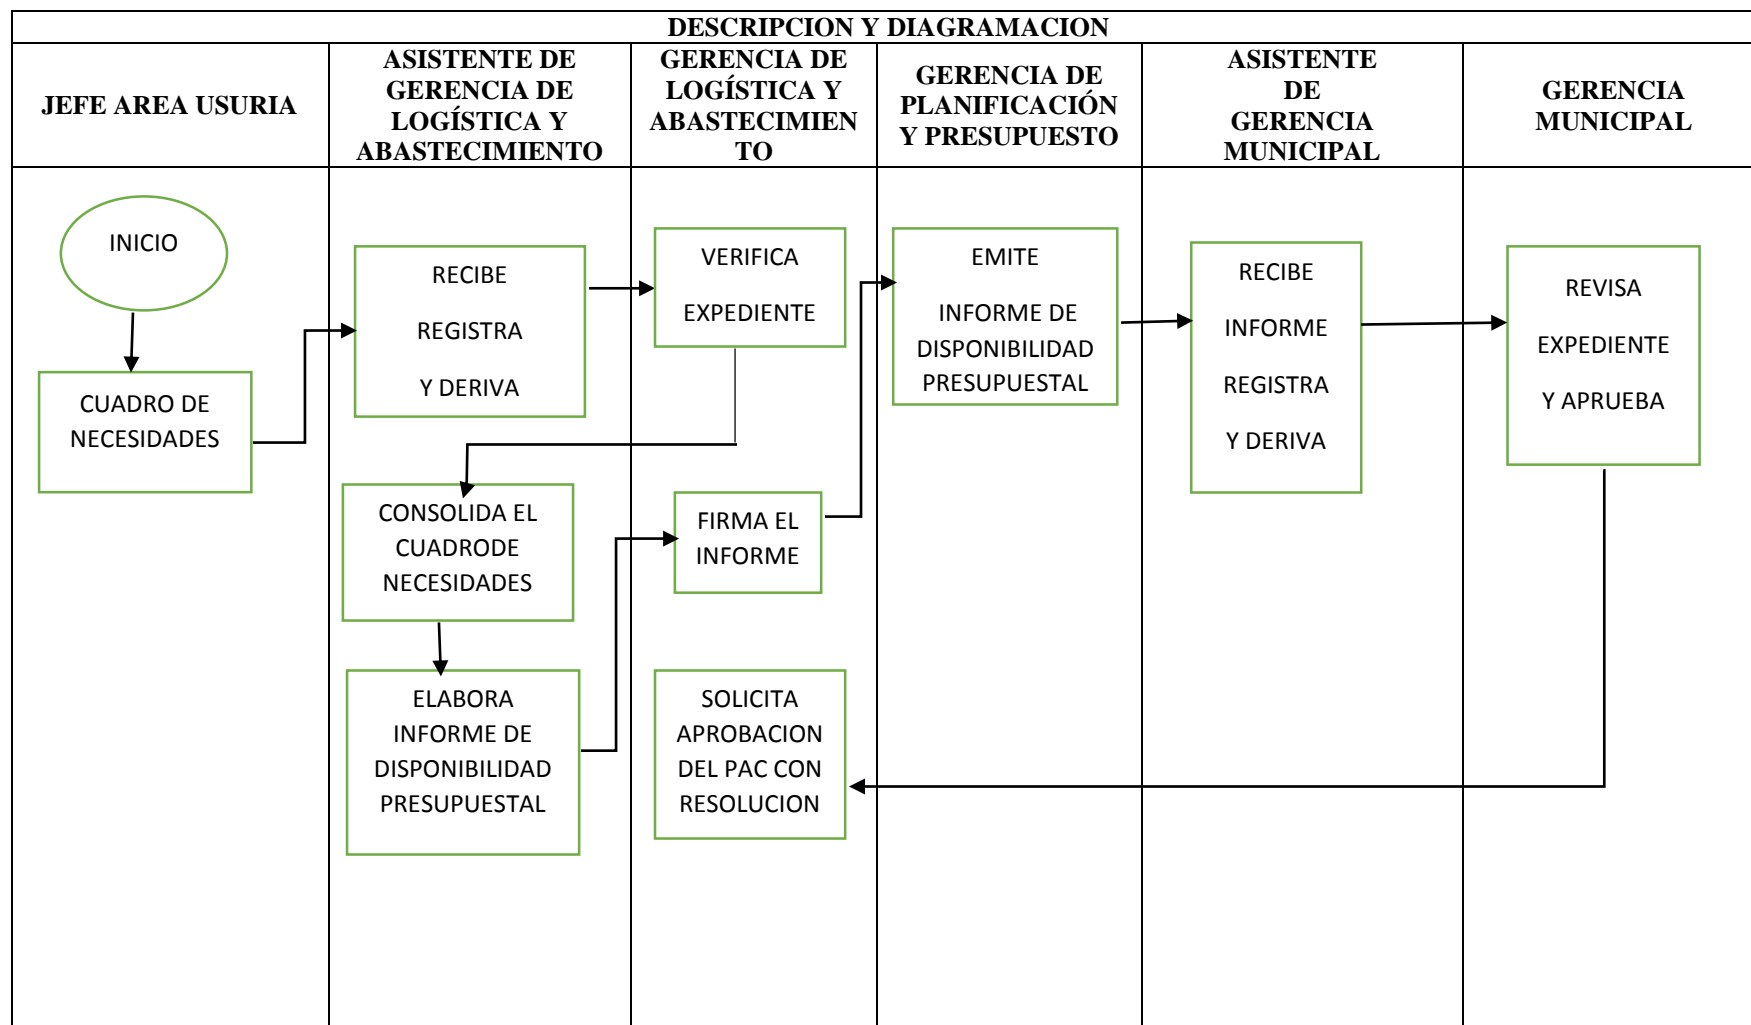 DESCRIPCION Y DIAGRAMACION
JEFE AREA USURIA
ASISTENTE DE
GERENCIA DE
LOGÍSTICA Y
ABASTECIMIENTO
GERENCIA DE
LOGÍSTICA Y
ABASTECIMIEN
TO
GERENCIA DE
PLANIFICACIÓN
Y PRESUPUESTO
ASISTENTE
DE
GERENCIA
MUNICIPAL
GERENCIA
MUNICIPAL
INICIO
CUADRO DE
NECESIDADES
RECIBE
REGISTRA
Y DERIVA
VERIFICA
EXPEDIENTE
CONSOLIDA EL
CUADRODE
NECESIDADES
ELABORA
INFORME DE
DISPONIBILIDAD
PRESUPUESTAL
FIRMA EL
INFORME
EMITE
INFORME DE
DISPONIBILIDAD
PRESUPUESTAL
RECIBE
INFORME
REGISTRA
Y DERIVA
REVISA
EXPEDIENTE
Y APRUEBA
SOLICITA
APROBACION
DEL PAC CON
RESOLUCION